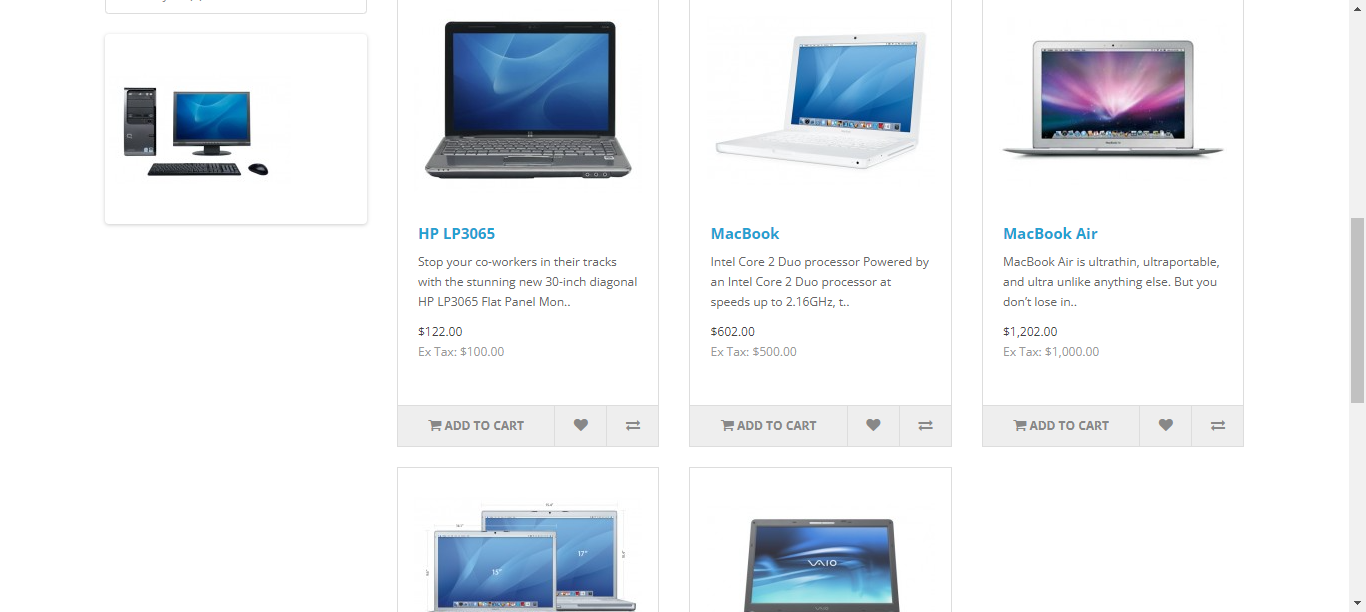 HP LP3065
Stop your co-workers in their tracks
with the stunning new 30-inch diagonal
HP LP3065 Flat Panel Mon..
$122.00
Ex Tax: $100.00
ADD TO CART
MacBook
Intel Core 2 Duo processor Powered by
an Intel Core 2 Duo processor at
speeds up to 2.16GHz, t..
$602.00
Ex Tax: $500.00
ADD TO CART
MacBook Air
MacBook Air is ultrathin, ultraportable,
and ultra unlike anything else. But you
don’t lose in..
$1,202.00
Ex Tax: $1,000.00
ADD TO CART
17"
15"
VAIO